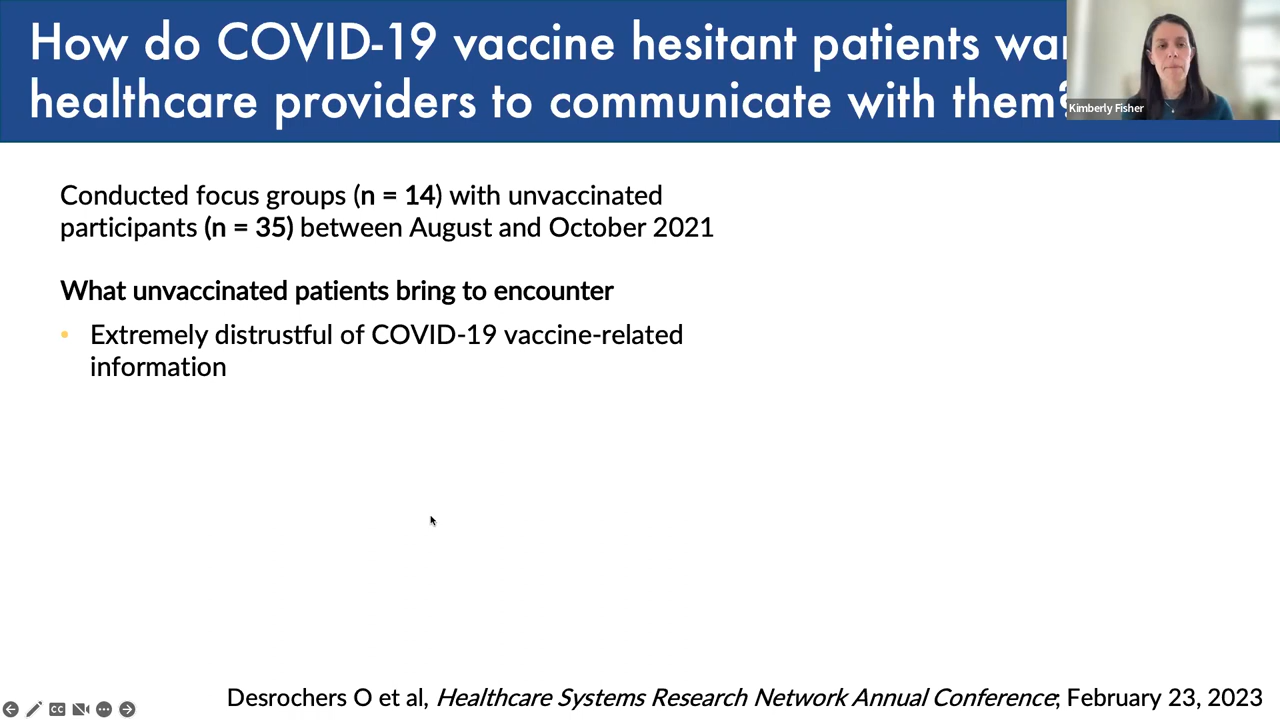 How do COVID-19 vaccine hesitant patients
healthcare providers to communicate with them?
Kimberly Fisher
Conducted focus groups (n = 14) with unvaccinated
participants (n = 35) between August and October 2021
What unvaccinated patients bring to encounter
• Extremely distrustful of COVID-19 vaccine-related
information
CC
Desrochers O et al, Healthcare Systems Research Network Annual Conference; February 23, 2023